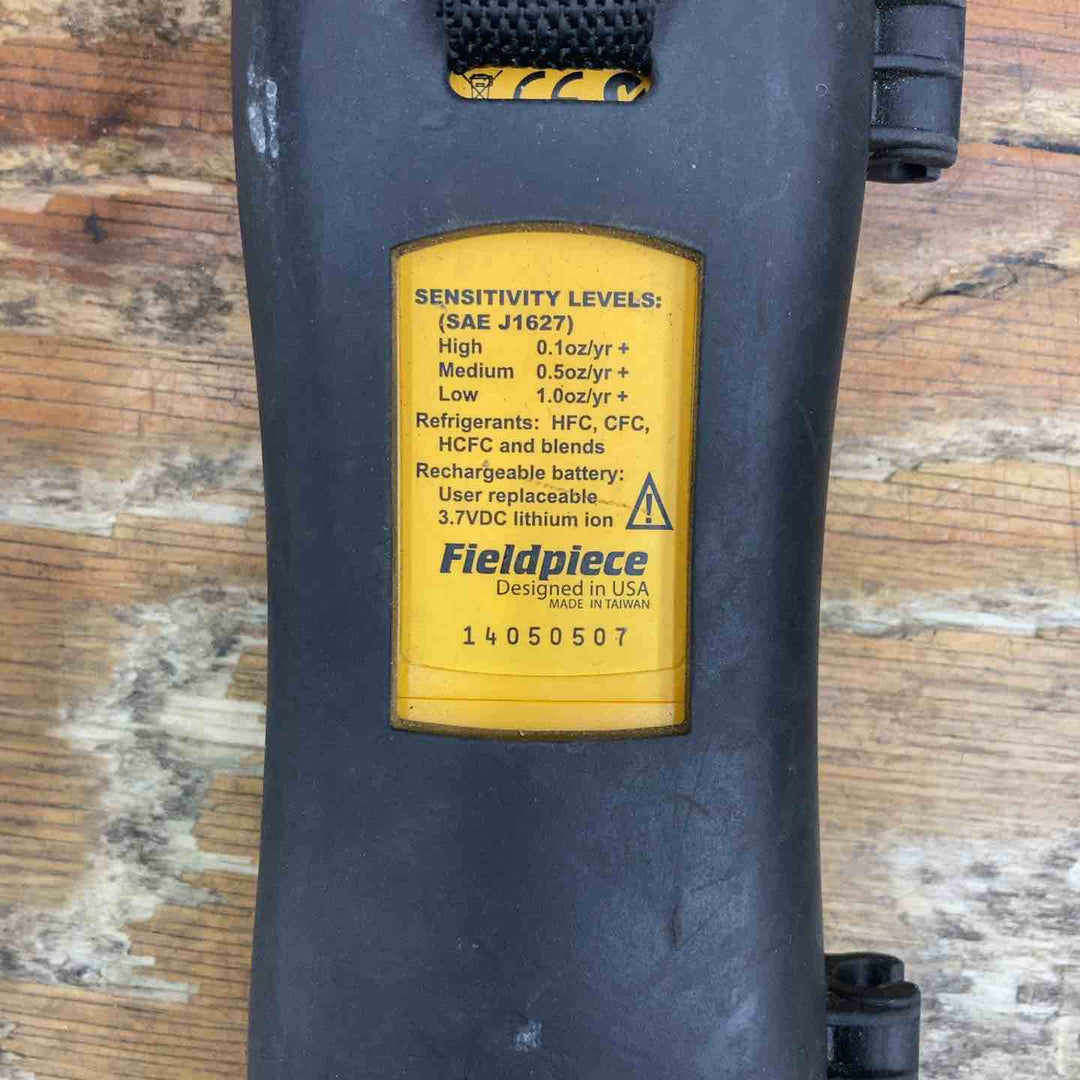 SENSITIVITY LEVELS:
(SAE J1627)
High 0.1oz/yr +
Medium 0.5oz/yr +
Low 1.0oz/yr +
Refrigerants: HFC, CFC,
HCFC and blends
Rechargeable battery:
User replaceable
3.7VDC lithium ion
Fieldpiece
Designed in USA
MADE IN TAIWAN
14050507